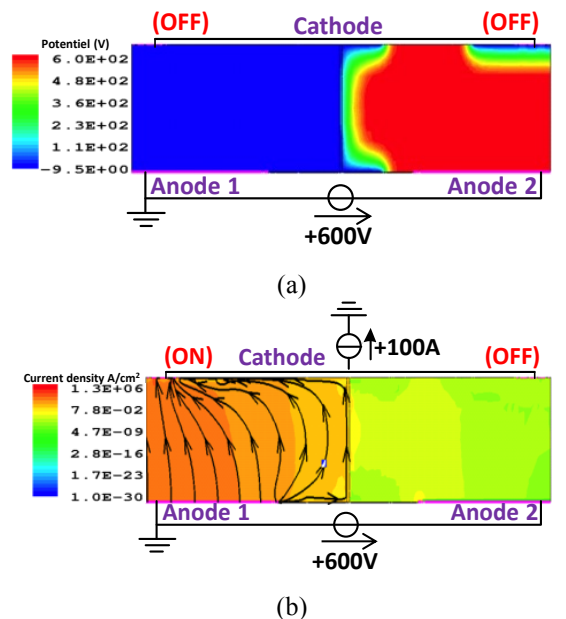 (OFF) Cathode (OFF)
Potentiel (V)
6.0E+02
4.8E+02
2.6E+02
1.3E+02
1.1E+02
-9.5E+00
Anode 1 Anode 2
+600V
(a)
+100A
(ON) Cathode (OFF)
Current density A/cm²
1.3E+06
7.8E-02
4.7E-09
2.8E-16
1.7E-23
1.0E-30
Anode 1 Anode 2
+600V
(b)